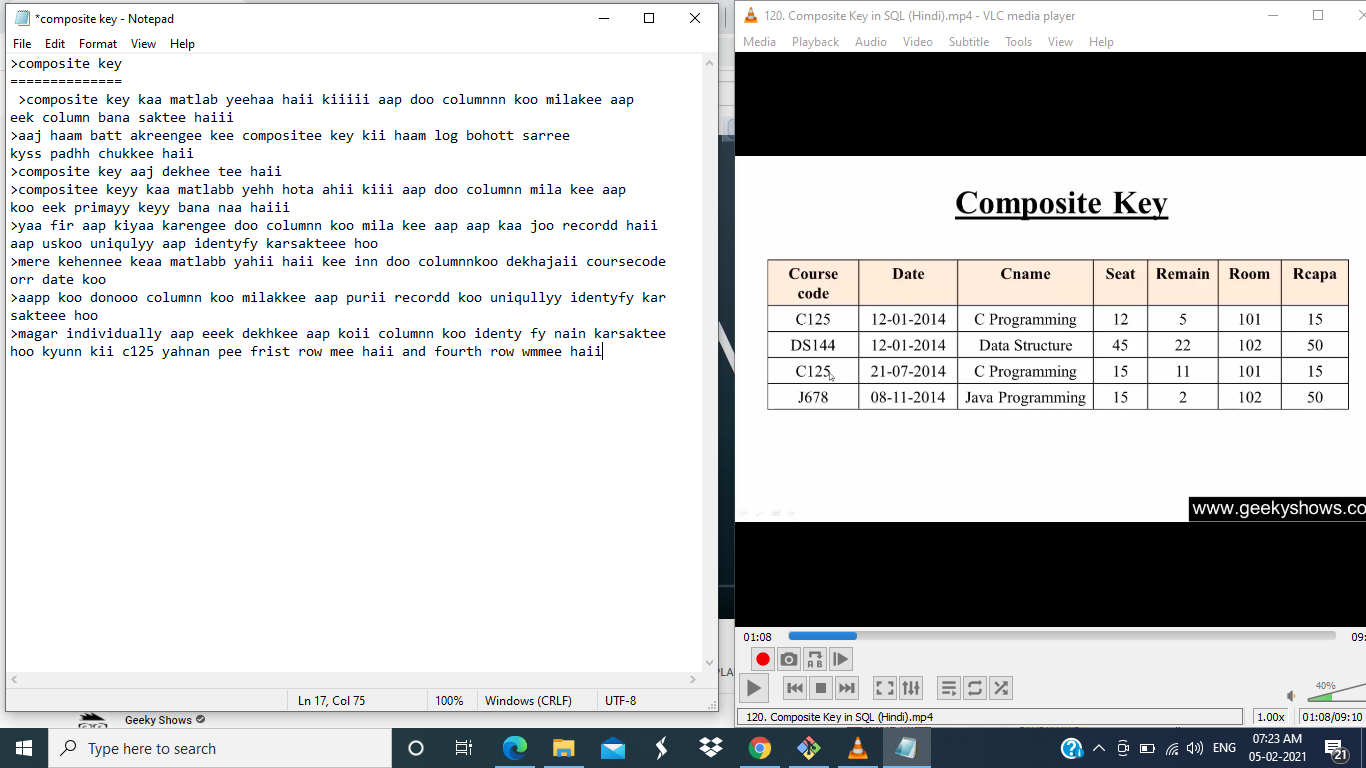 *composite key - Notepad
File Edit Format View Help
>composite key
==============
>composite key kaa matlab yeehaa haii kiiiii aap doo columnnn koo milakee aap
eek column bana saktee haiii
>aaj haam batt akreengee kee compositee key kii haam log bohott sarree
kyss padhh chukkee haii
>composite key aaj dekhee tee haii
>compositee keyy kaa matlabb yehh hota ahii kiii aap doo columnn mila kee aap
koo eek primayy keyy bana naa haiii
>yaa fir aap kiyaa karengee doo columnn koo mila kee aap aap kaa joo recordd haii
aap uskoo uniqulyy aap identyfy karsakteee hoo
>mere kehennee keaa matlabb yahii haii kee inn doo columnnkoo dekhajaii coursecode
orr date koo
>aapp koo donooo columnn koo milakkee aap purii recordd koo uniqullyy identyfy kar
sakteee hoo
>magar individually aap eeek dekhkee aap koii columnn koo identy fy nain karsaktee
hoo kyunn kii c125 yahnan pee frist row mee haii and fourth row wmmee haii
Ln 17, Col 75 100% Windows (CRLF) UTF-8
Geeky Shows
120. Composite Key in SQL (Hindi).mp4 - VLC media player
Media Playback Audio Video Subtitle Tools View Help
Composite Key
Course code Date Cname Seat Remain Room Rcapa
C125 12-01-2014 C Programming 12 5 101 15
DS144 12-01-2014 Data Structure 45 22 102 50
C125 21-07-2014 C Programming 15 11 101 15
J678 08-11-2014 Java Programming 15 2 102 50
www.geekyshows.co
01:08 09:
40%
120. Composite Key in SQL (Hindi).mp4 1.00x 01:08/09:10
Type here to search
ENG
07:23 AM
05-02-2021
21